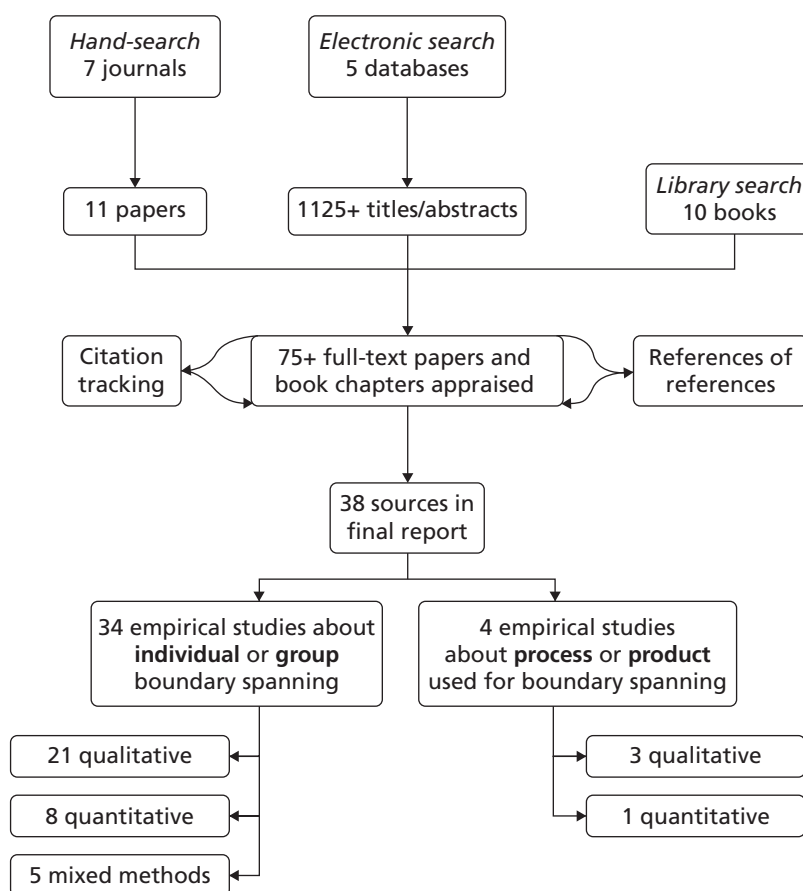 Hand-search
7 journals
Electronic search
5 databases
11 papers
1125+ titles/abstracts
Library search
10 books
Citation
tracking
75+ full-text papers and
book chapters appraised
References of
references
38 sources in
final report
34 empirical studies about
individual or group
boundary spanning
4 empirical studies
about process or product
used for boundary spanning
21 qualitative
3 qualitative
8 quantitative
1 quantitative
5 mixed methods